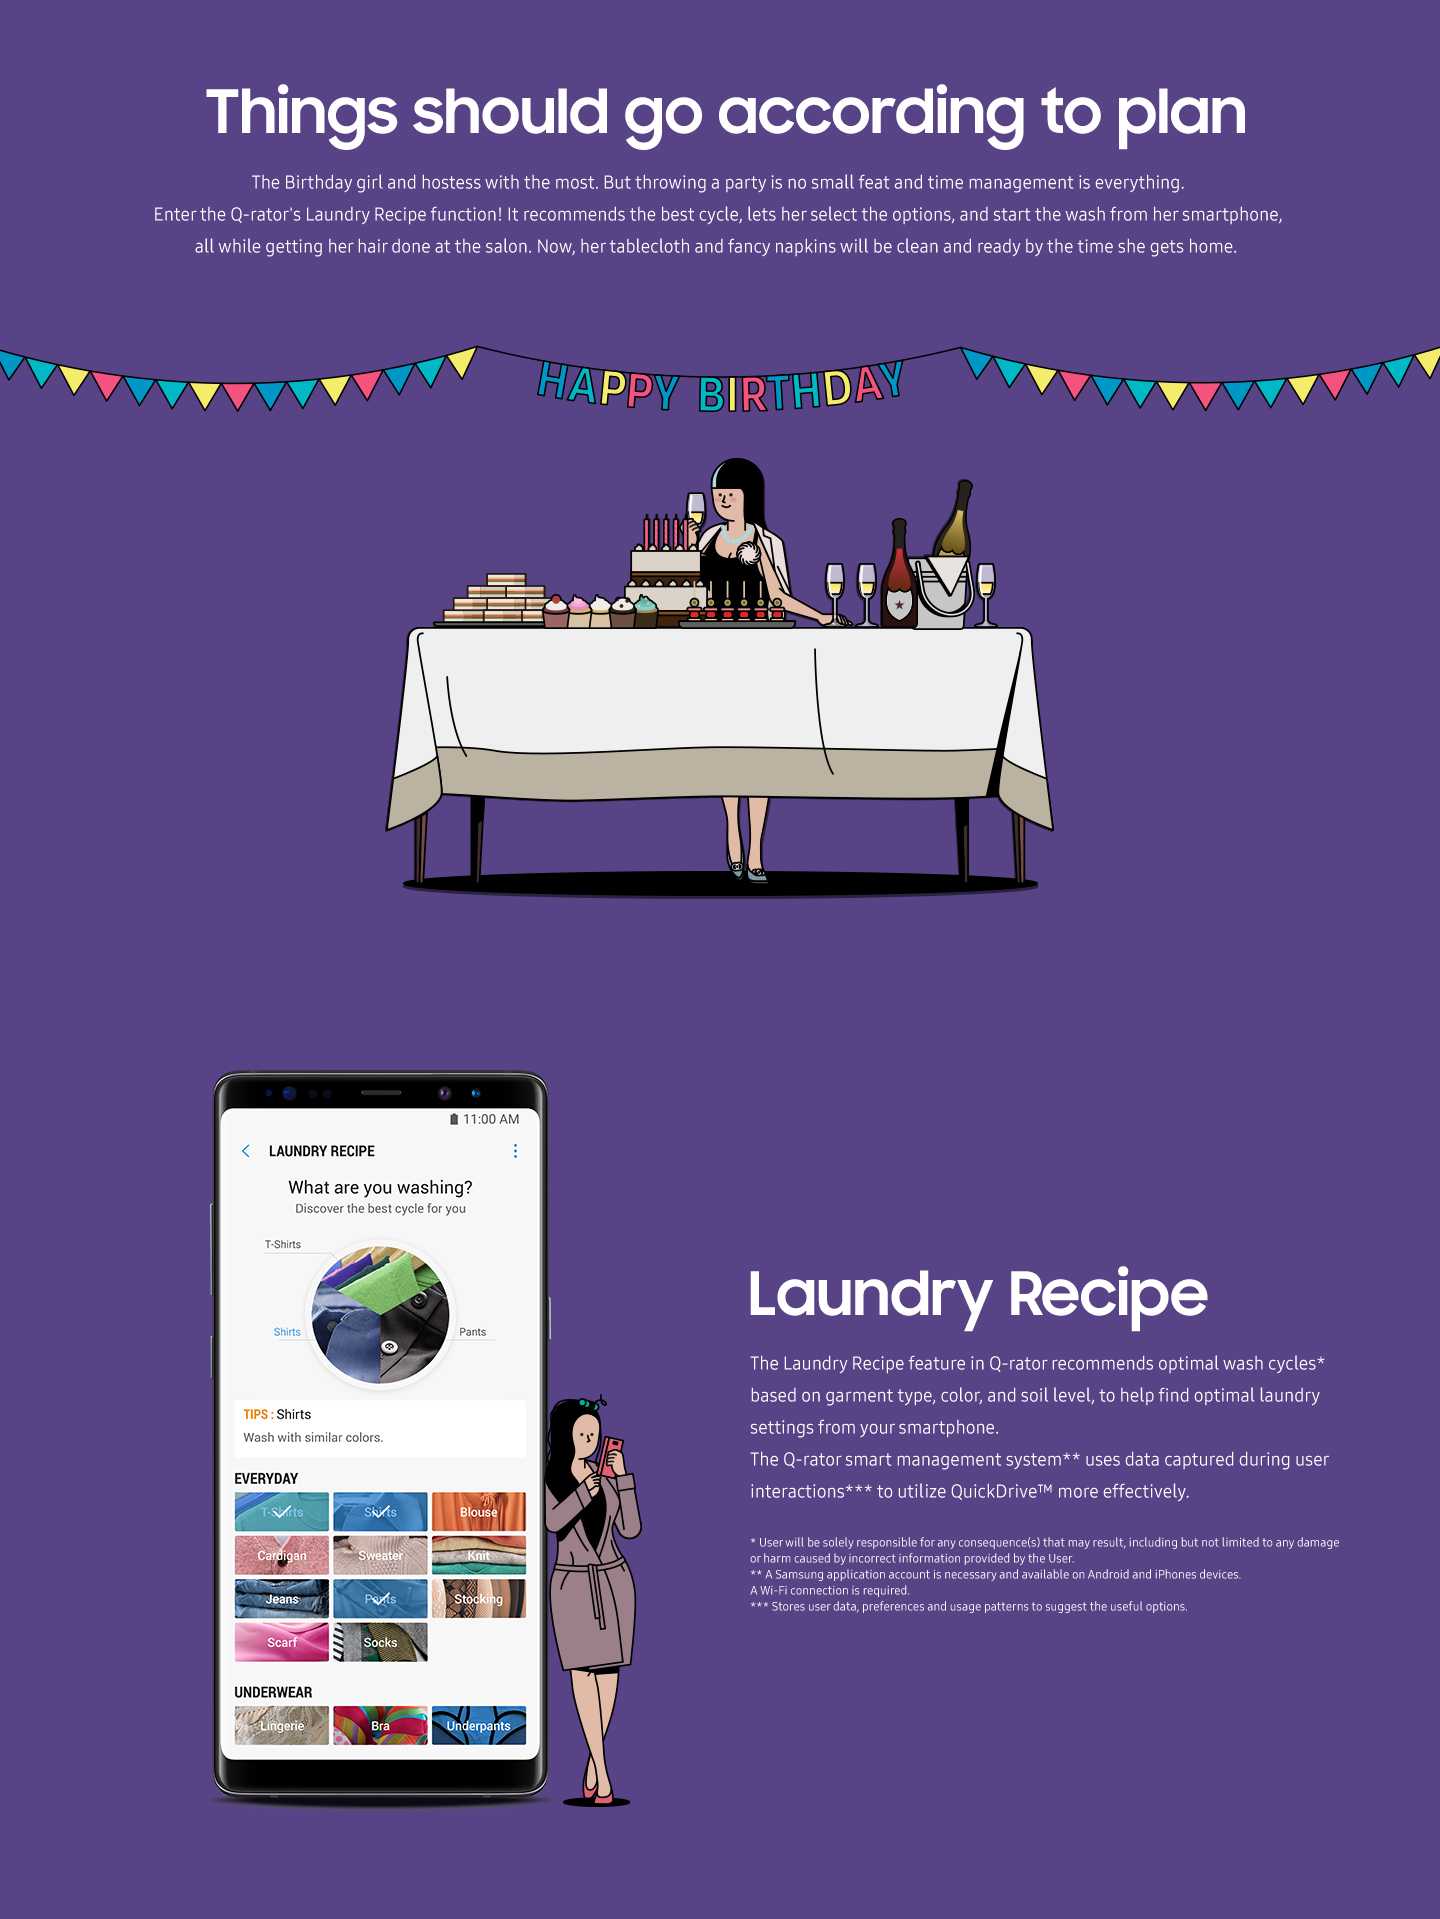 Things should go according to plan
The Birthday girl and hostess with the most. But throwing a party is no small feat and time management is everything.
Enter the Q-rator's Laundry Recipe function! It recommends the best cycle, lets her select the options, and start the wash from her smartphone,
all while getting her hair done at the salon. Now, her tablecloth and fancy napkins will be clean and ready by the time she gets home.
HAPPY BIRTHDAY
11:00 AM
LAUNDRY RECIPE
What are you washing?
Discover the best cycle for you
T-Shirts
Shirts
Pants
TIPS : Shirts
Wash with similar colors.
EVERYDAY
T-Shirts Shirts Blouse
Cardigan Sweater Knit
Jeans Pants Stocking
Scarf Socks
UNDERWEAR
Lingerie Bra Underpants
Laundry Recipe
The Laundry Recipe feature in Q-rator recommends optimal wash cycles*
based on garment type, color, and soil level, to help find optimal laundry
settings from your smartphone.
The Q-rator smart management system** uses data captured during user
interactions*** to utilize QuickDrive™ more effectively.
* User will be solely responsible for any consequence(s) that may result, including but not limited to any damage
or harm caused by incorrect information provided by the User.
** A Samsung application account is necessary and available on Android and iPhones devices.
A Wi-Fi connection is required.
*** Stores user data, preferences and usage patterns to suggest the useful options.